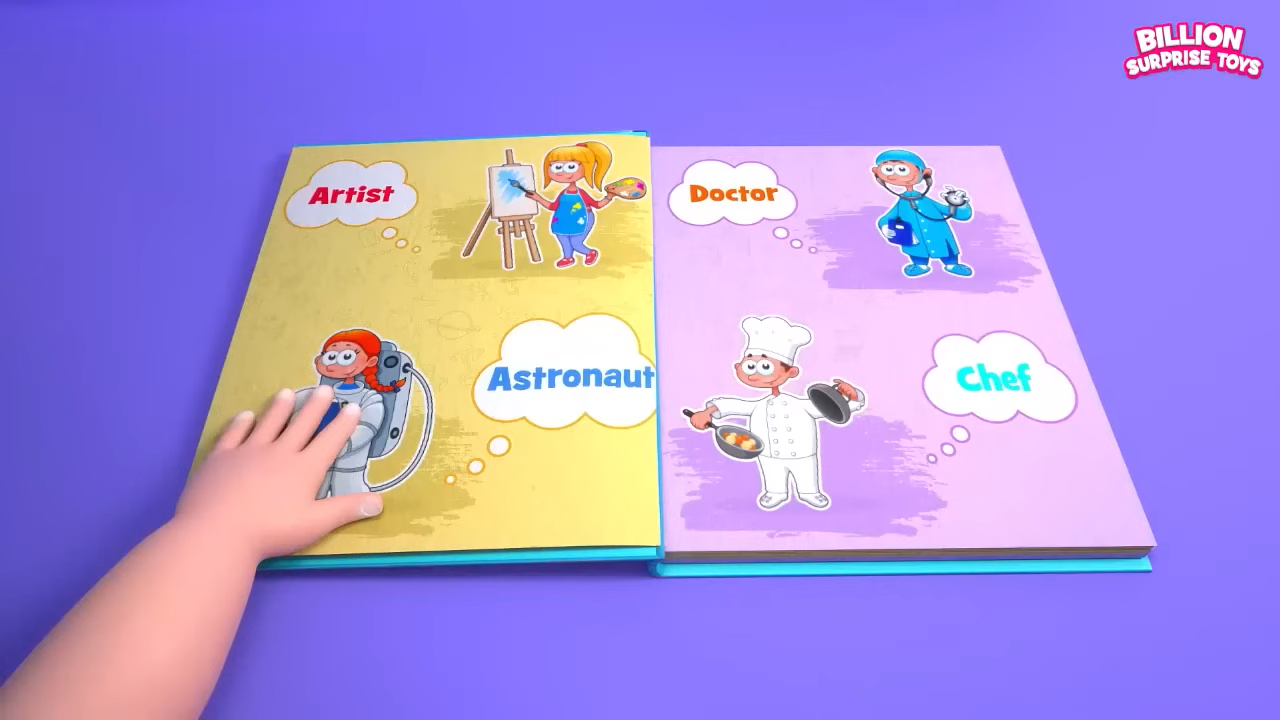 BILLION
SURPRISE TOYS
Artist
Doctor
Astronaut
Chef